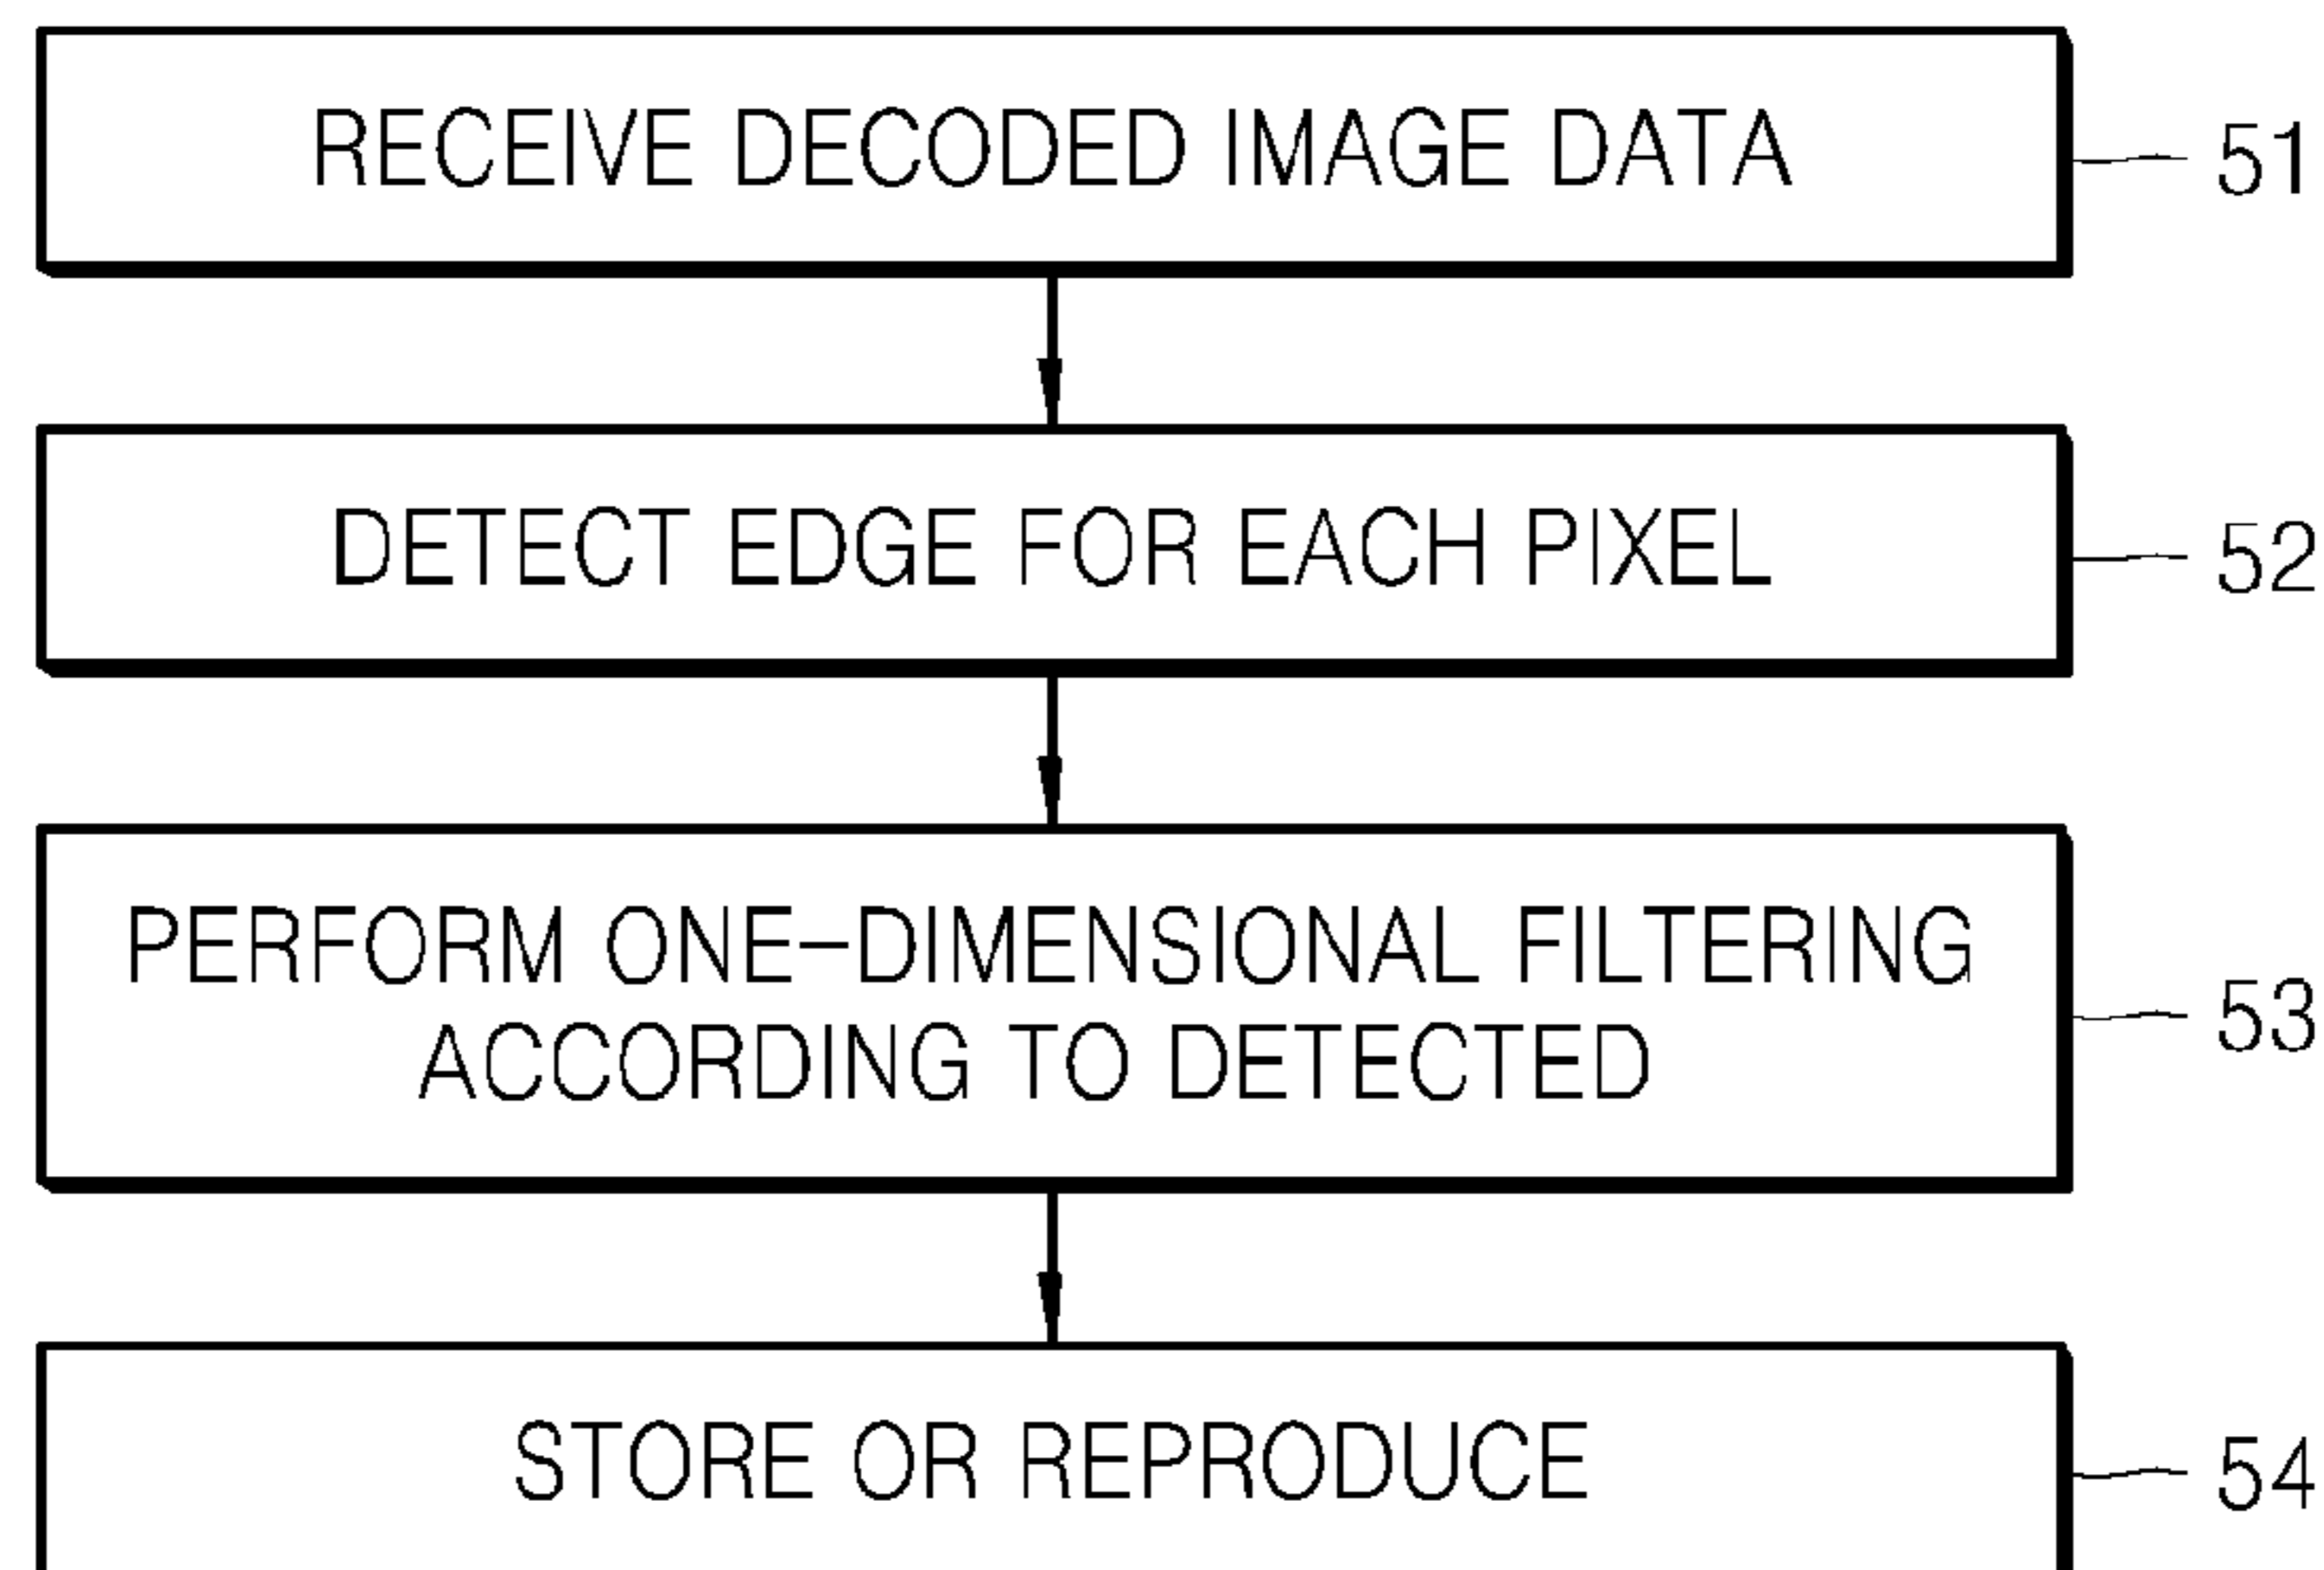 RECEIVE DECODED IMAGE DATA 51
DETECT EDGE FOR EACH PIXEL 52
PERFORM ONE-DIMENSIONAL FILTERING
ACCORDING TO DETECTED 53
STORE OR REPRODUCE 54